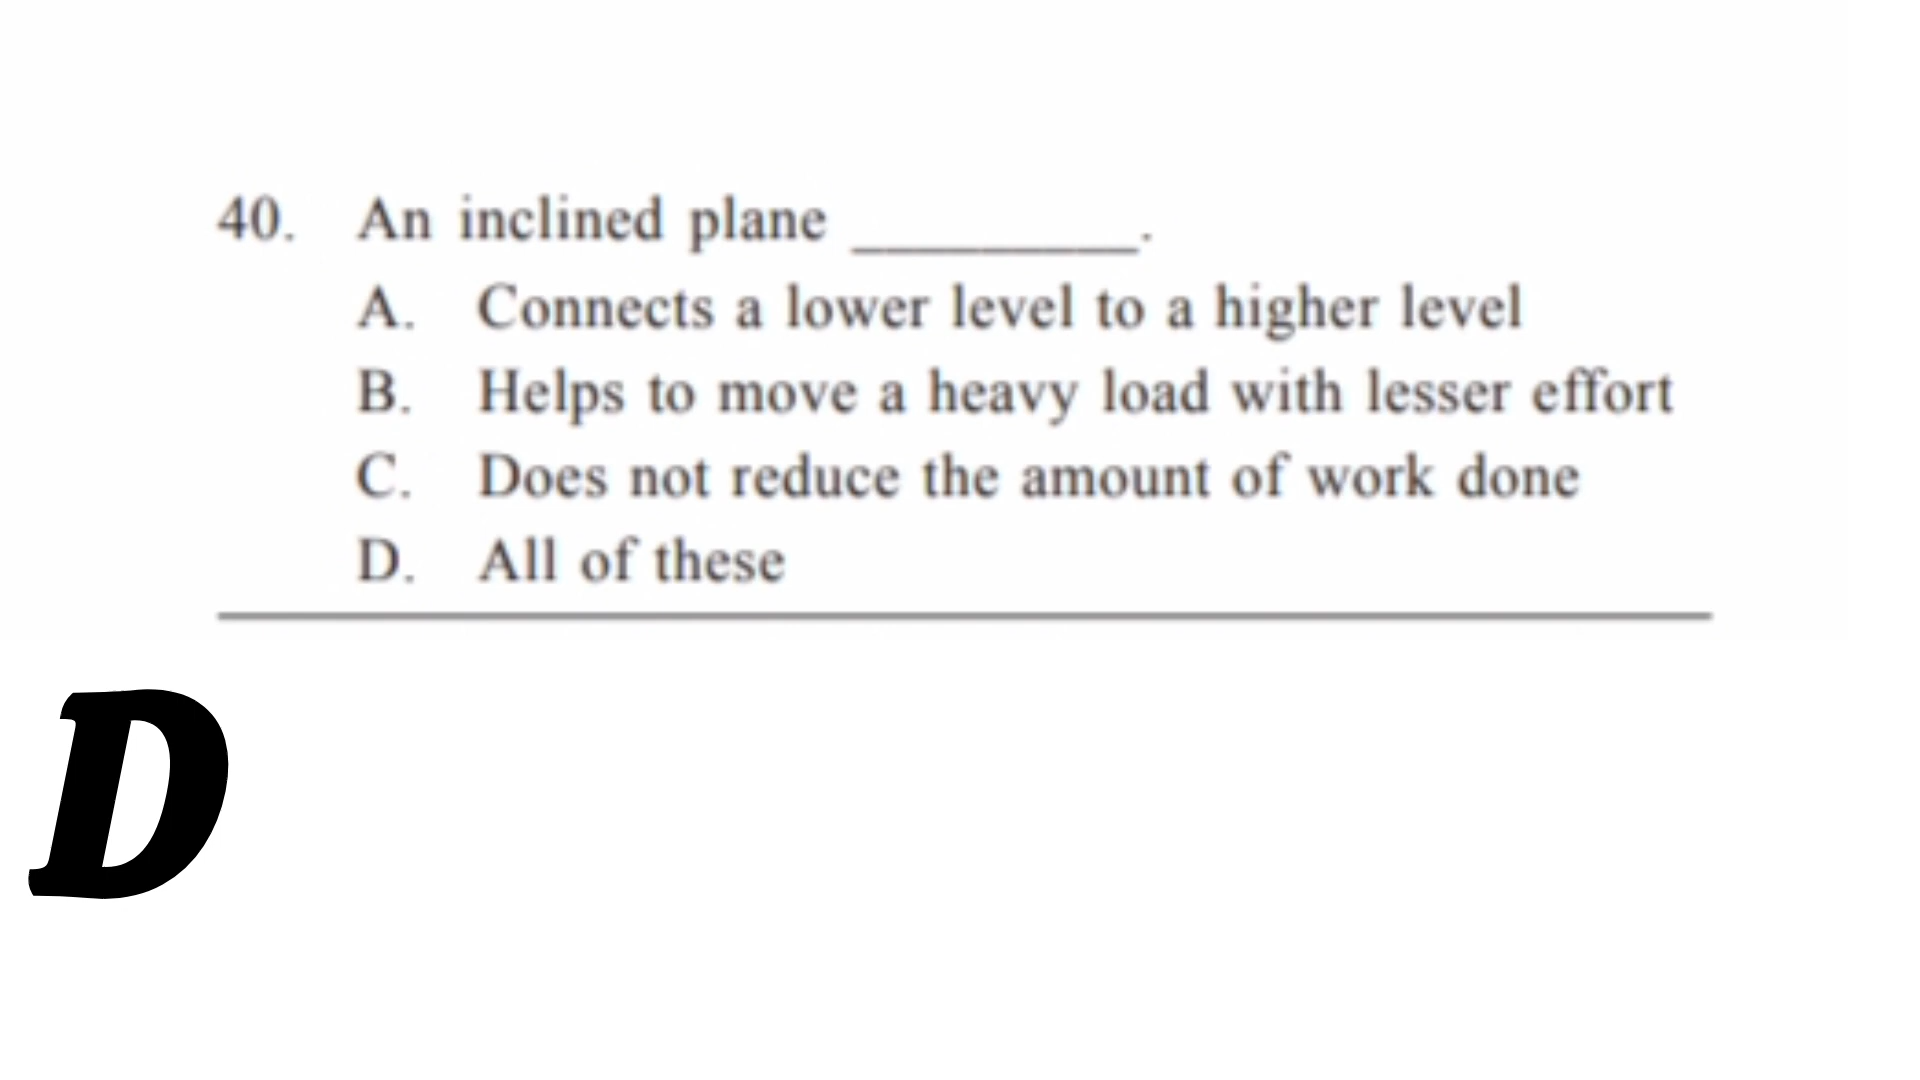 40. An inclined plane _________.
A. Connects a lower level to a higher level
B. Helps to move a heavy load with lesser effort
C. Does not reduce the amount of work done
D. All of these
D